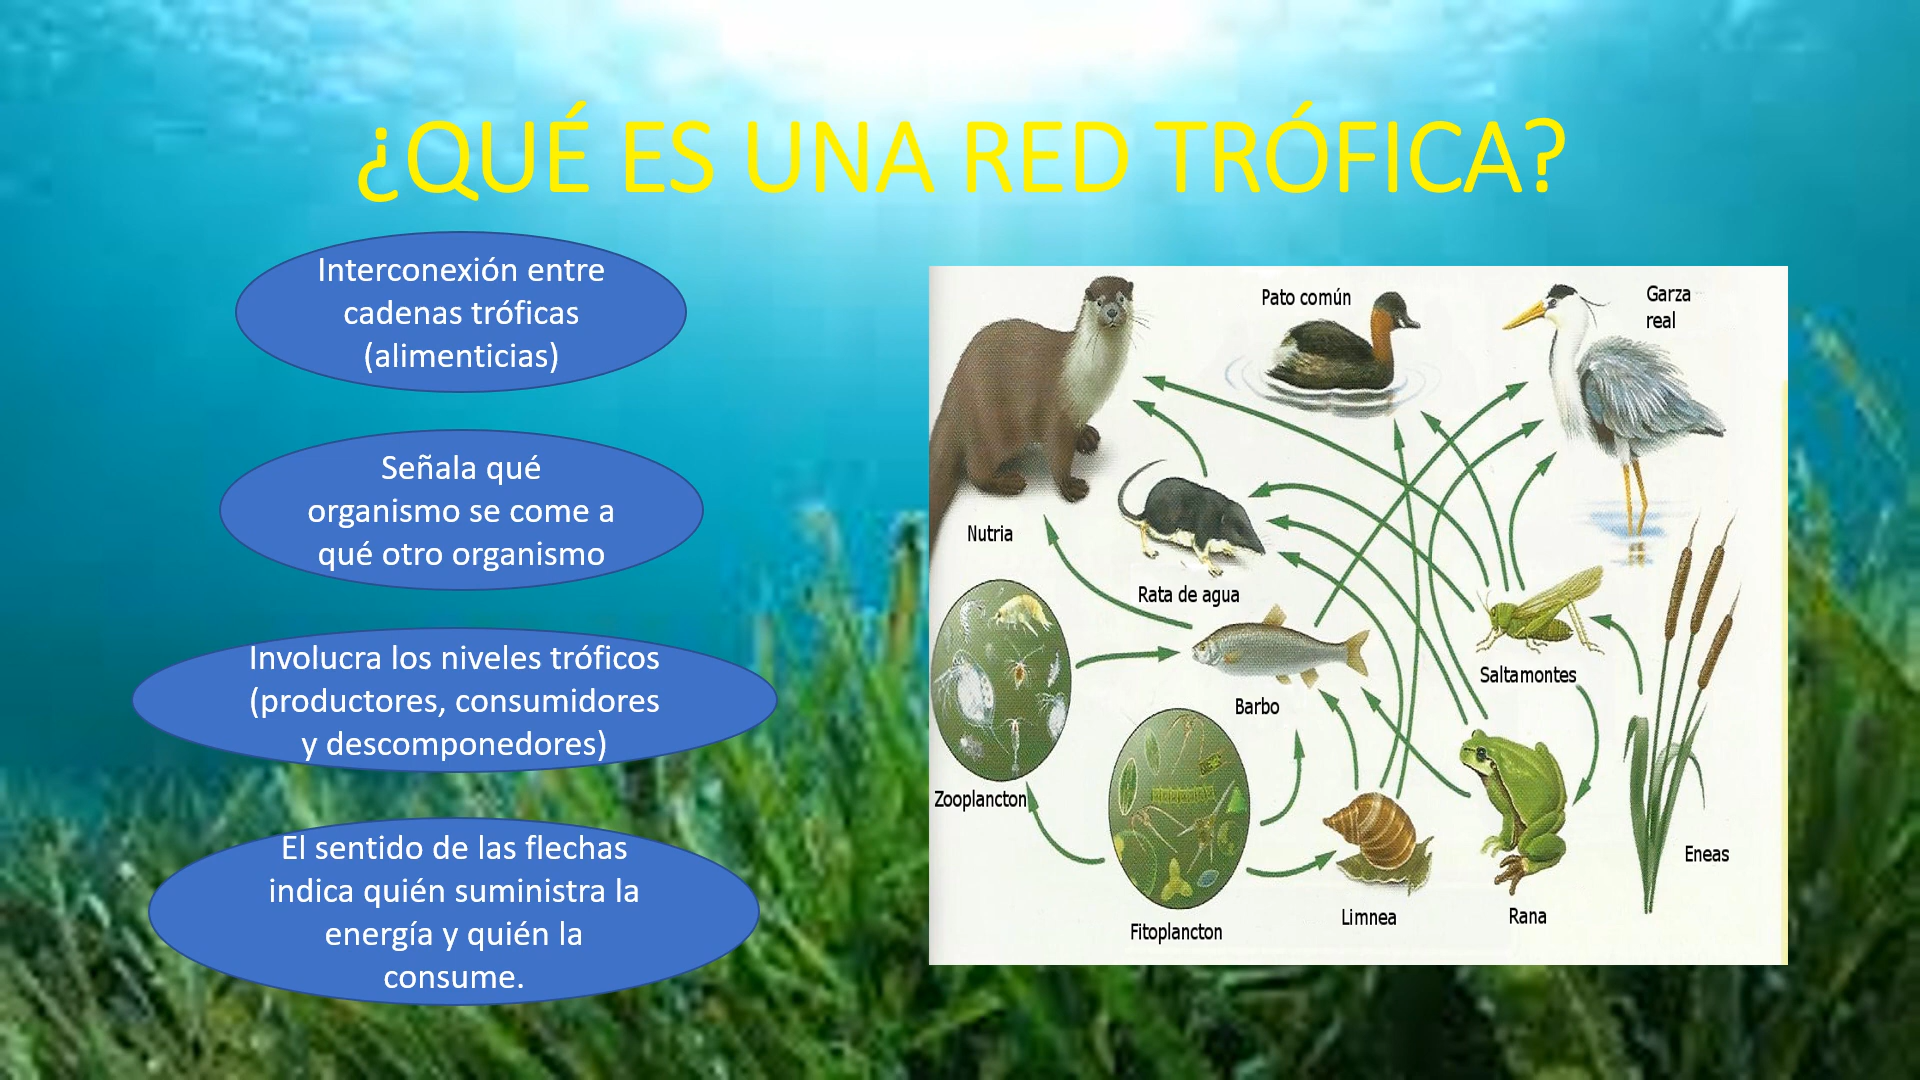 ¿QUÉ ES UNA RED TRÓFICA?
Interconexión entre
cadenas tróficas
(alimenticias)
Señala qué
organismo se come a
qué otro organismo
Involucra los niveles tróficos
(productores, consumidores
y descomponedores)
El sentido de las flechas
indica quién suministra la
energía y quién la
consume.
Pato común
Garza
real
Nutria
Rata de agua
Saltamontes
Barbo
Zooplancton
Eneas
Limnea
Rana
Fitoplancton